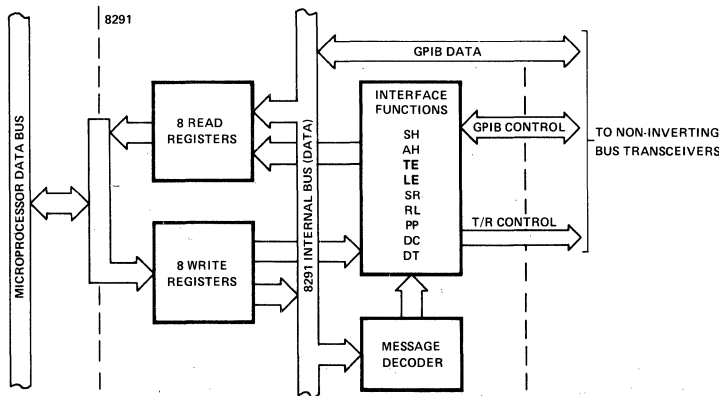 8291
MICROPROCESSOR DATA BUS
8 READ
REGISTERS
8 WRITE
REGISTERS
8291 INTERNAL BUS (DATA)
GPIB DATA
INTERFACE
FUNCTIONS
SH
AH
TE
LE
SR
RL
PP
DC
DT
GPIB CONTROL
T/R CONTROL
TO NON-INVERTING
BUS TRANSCEIVERS
MESSAGE
DECODER